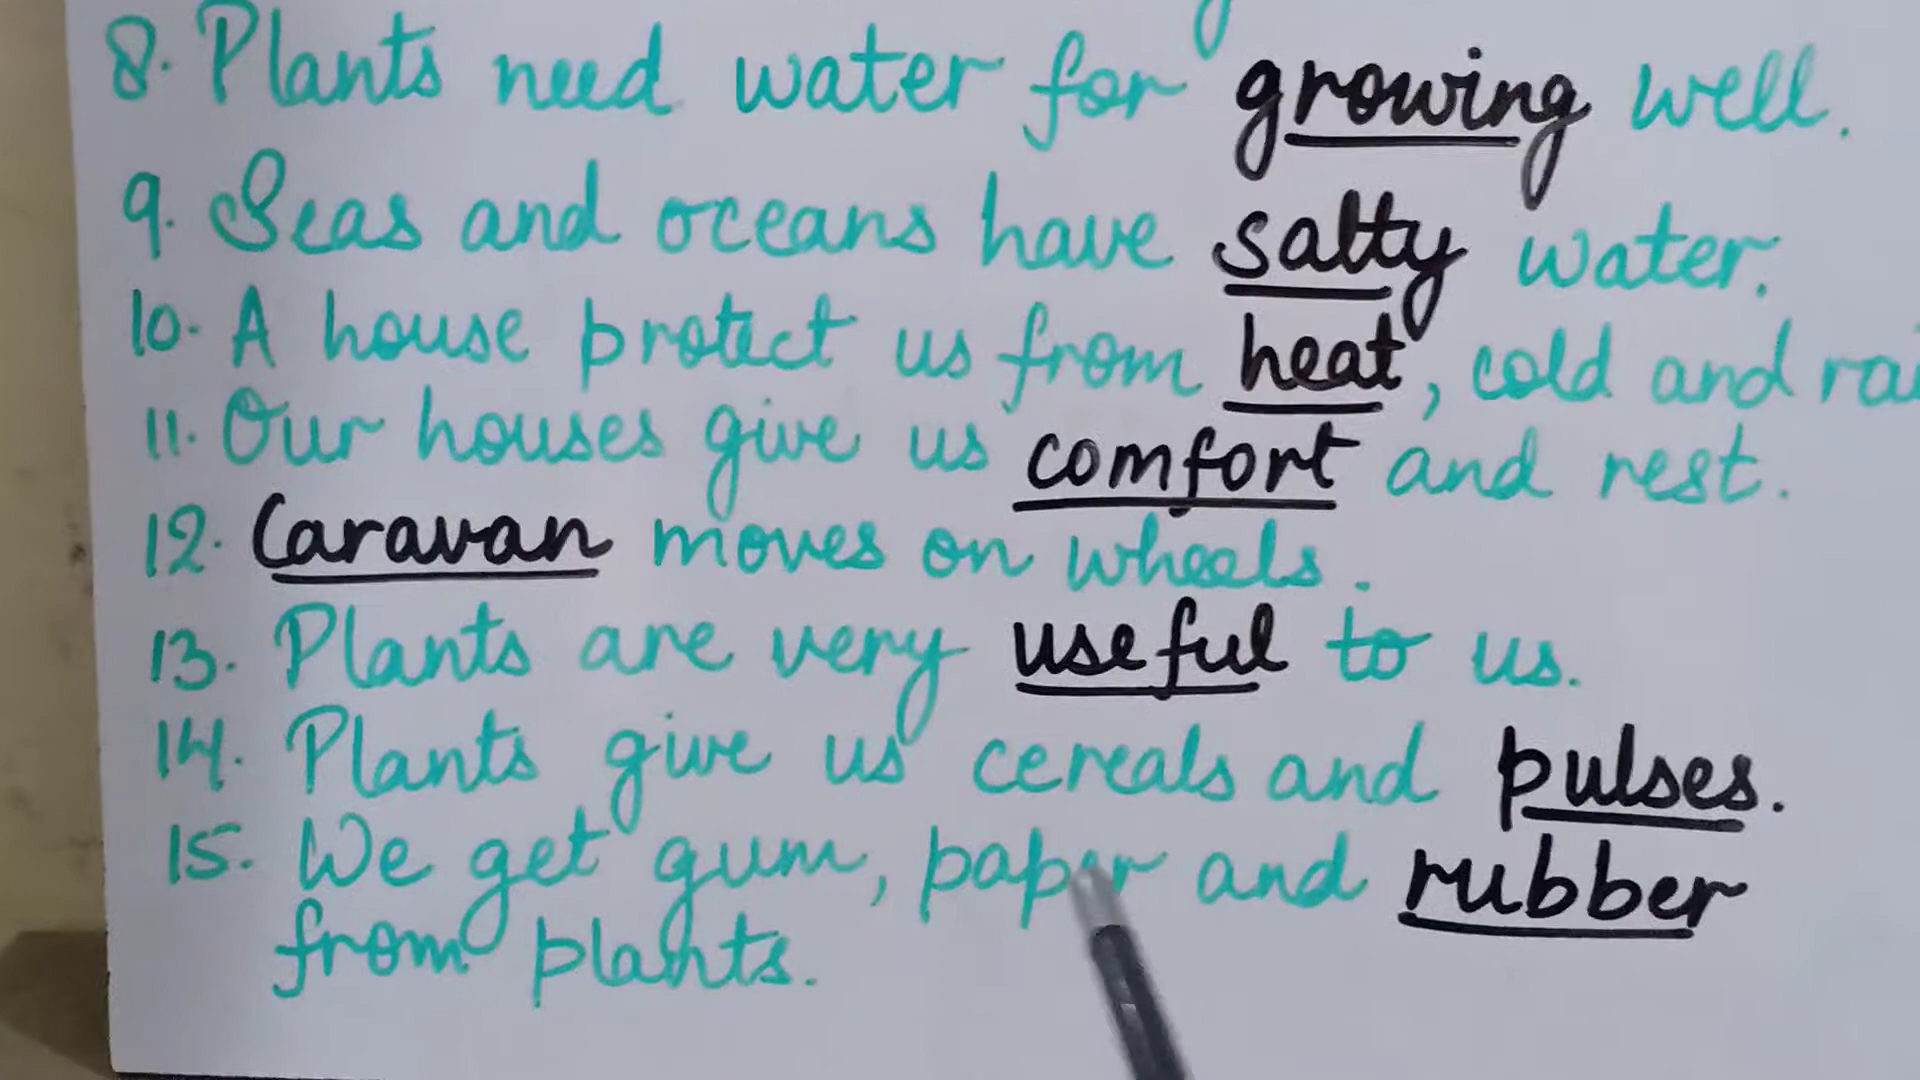 8. Plants need water for growing well.
9. Seas and oceans have salty water.
10. A house protect us from heat, cold and rai
11. Our houses give us comfort and rest.
12. Caravan moves on wheels.
13. Plants are very useful to us.
14. Plants give us cereals and pulses.
15. We get gum, paper and rubber
from plants.